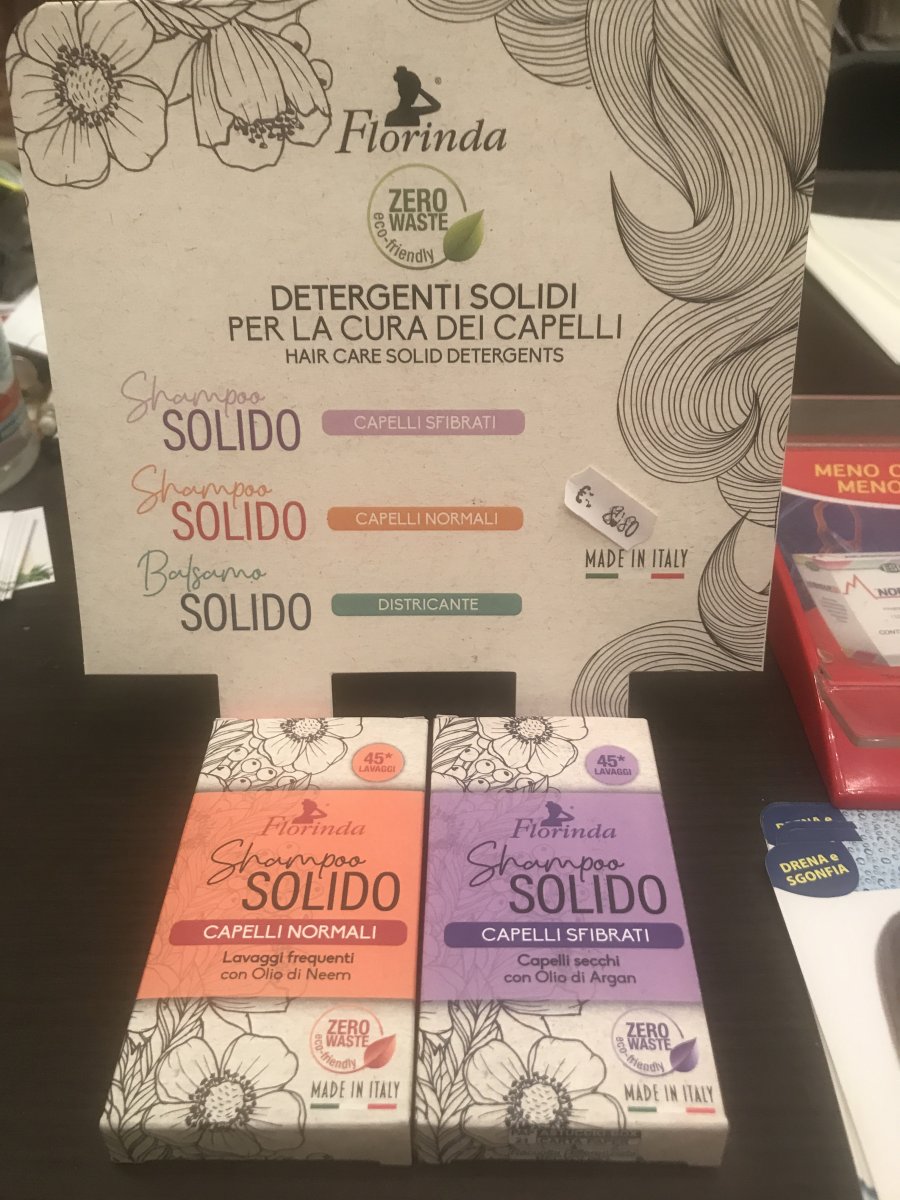 Florinda
ZERO
WASTE
eco-friendly
DETERGENTI SOLIDI
PER LA CURA DEI CAPELLI
HAIR CARE SOLID DETERGENTS
Shampoo
SOLIDO
CAPELLI SFIBRATI
Shampoo
SOLIDO
CAPELLI NORMALI
€ 8,80
MADE IN ITALY
Balsamo
SOLIDO
DISTRICANTE
MENO
MENO
DRENA e
SGONFIA
45*
LAVAGGI
Florinda
Shampoo
SOLIDO
CAPELLI NORMALI
Lavaggi frequenti
con Olio di Neem
ZERO
WASTE
eco-friendly
MADE IN ITALY
45*
LAVAGGI
Florinda
Shampoo
SOLIDO
CAPELLI SFIBRATI
Capelli secchi
con Olio di Argan
ZERO
WASTE
eco-friendly
MADE IN ITALY